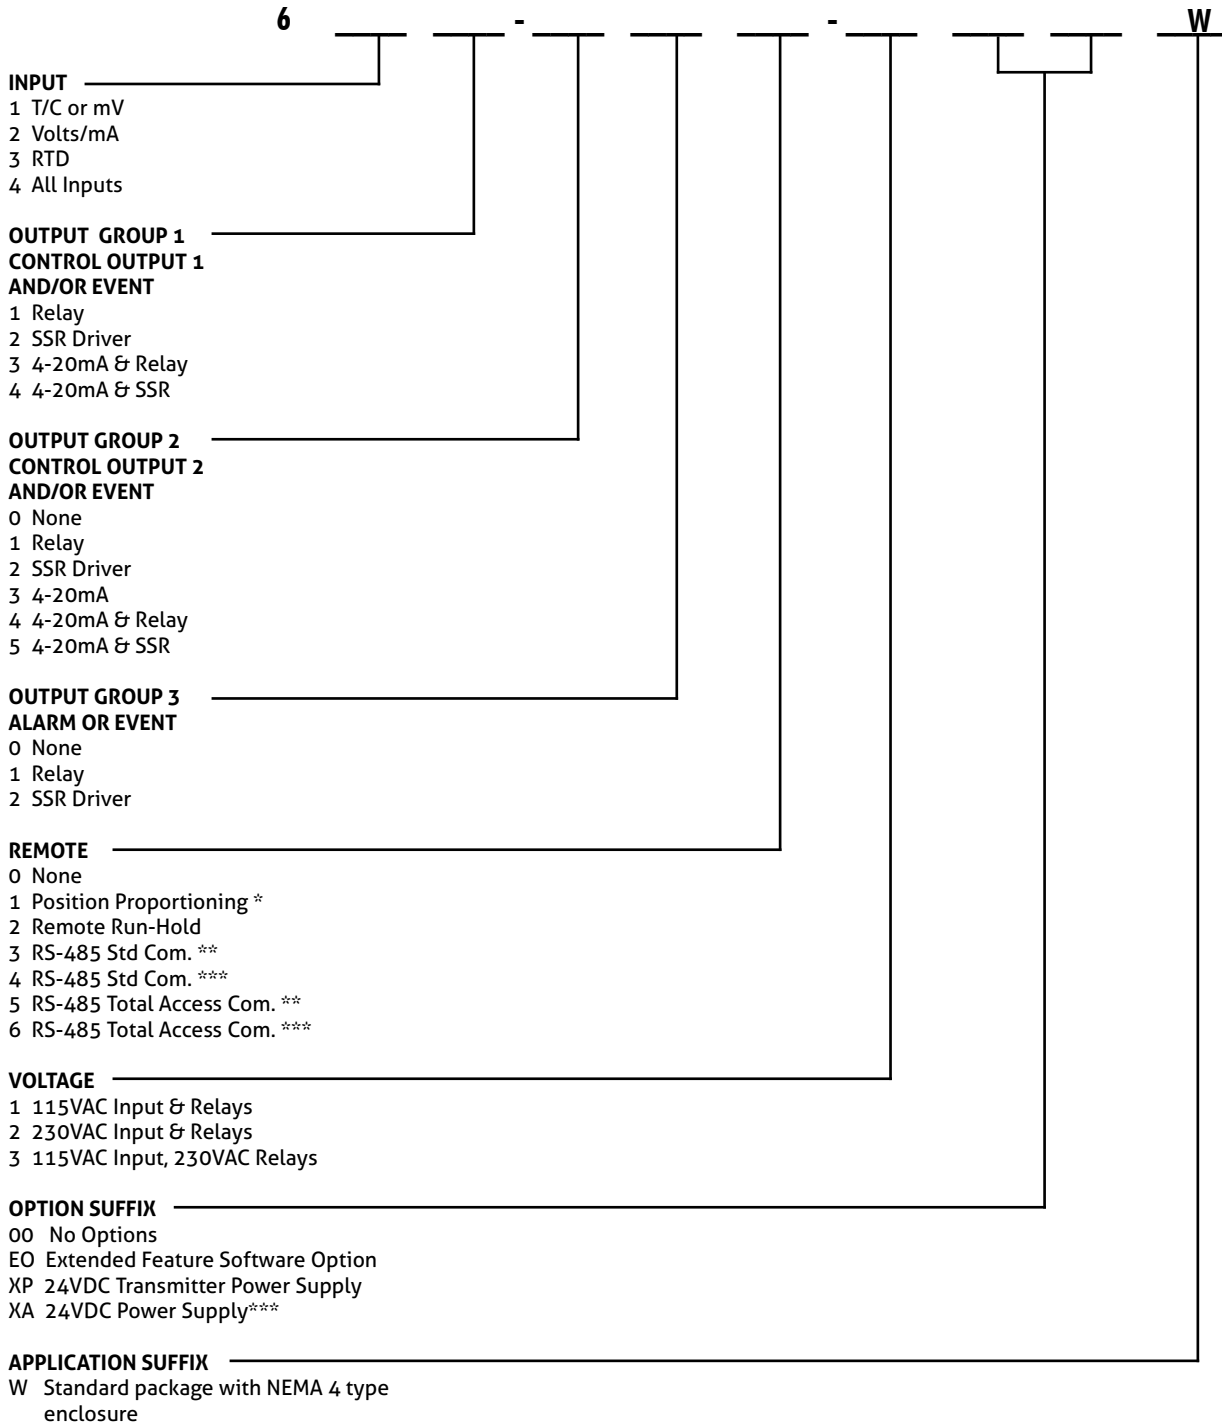 6 - - W
INPUT
1 T/C or mV
2 Volts/mA
3 RTD
4 All Inputs
OUTPUT GROUP 1
CONTROL OUTPUT 1
AND/OR EVENT
1 Relay
2 SSR Driver
3 4-20mA & Relay
4 4-20mA & SSR
OUTPUT GROUP 2
CONTROL OUTPUT 2
AND/OR EVENT
0 None
1 Relay
2 SSR Driver
3 4-20mA
4 4-20mA & Relay
5 4-20mA & SSR
OUTPUT GROUP 3
ALARM OR EVENT
0 None
1 Relay
2 SSR Driver
REMOTE
0 None
1 Position Proportioning *
2 Remote Run-Hold
3 RS-485 Std Com. **
4 RS-485 Std Com. ***
5 RS-485 Total Access Com. **
6 RS-485 Total Access Com. ***
VOLTAGE
1 115VAC Input & Relays
2 230VAC Input & Relays
3 115VAC Input, 230VAC Relays
OPTION SUFFIX
00 No Options
EO Extended Feature Software Option
XP 24VDC Transmitter Power Supply
XA 24VDC Power Supply***
APPLICATION SUFFIX
W Standard package with NEMA 4 type
enclosure